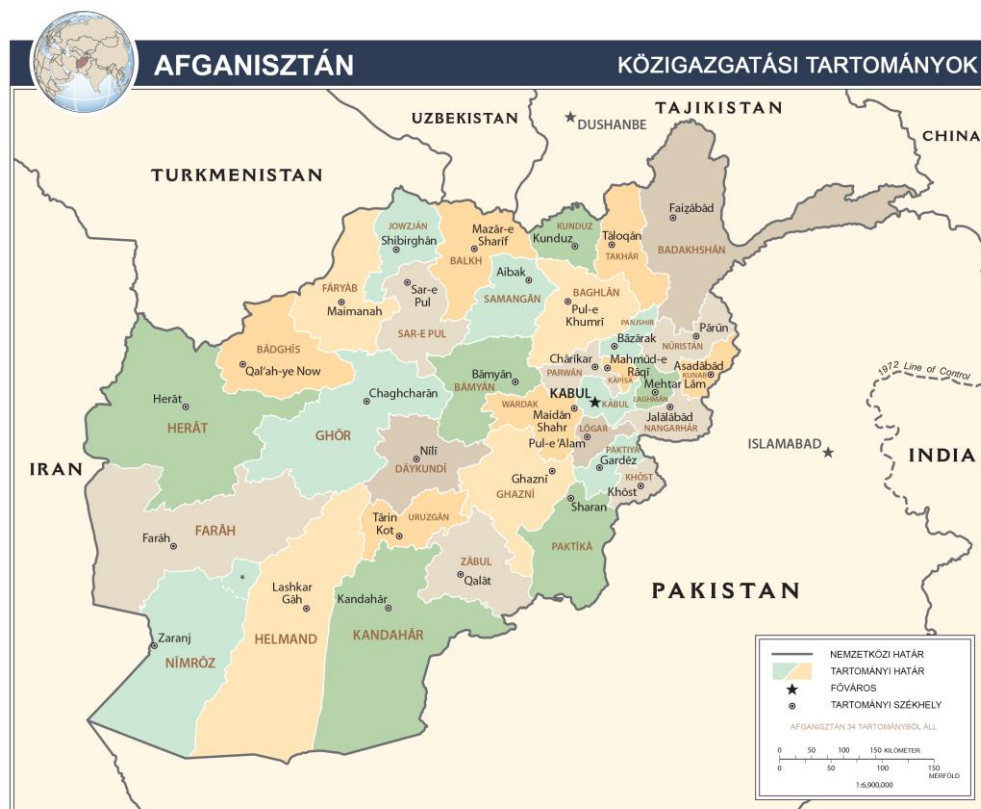 AFGANISZTÁN
KÖZIGAZGATÁSI TARTOMÁNYOK
UZBEKISTAN
DUSHANBE
TAJIKISTAN
CHINA
TURKMENISTAN
JOWZJĀN
Shibirghān
Mazār-e
Sharīf
BALKH
KUNDUZ
Kunduz
Tāloqān
TAKHĀR
Faiẕābād
BADAKHSHĀN
Aibak
SAMANGĀN
FĀRYĀB
Maimanah
Sar-e
Pul
SAR-E PUL
BAGHLĀN
Pul-e
Khumrī
PANJSHIR
Bāzārak
Pārūn
NŪRISTĀN
BĀDGHĪS
Qal'ah-ye Now
Chārīkar
PARWĀN
Mahmūd-e
Rāqī
KĀPĪSĀ
Asadābād
KUNAR
Mehtar
Lām
LAGHMĀN
Bāmyān
BĀMYĀN
KABUL
KĀBUL
Jalālābād
NANGARHĀR
WARDAK
Maidān
Shahr
Chaghcharān
GHŌR
Herāt
HERĀT
LŌGAR
Pul-e 'Alam
PAKTIYĀ
Gardēz
KHŌST
Khōst
Nīlī
DĀYKUNDĪ
Ghaznī
GHAZNĪ
Sharan
PAKTĪKĀ
1972 Line of Control
ISLAMABAD
INDIA
IRAN
FARĀH
Farāh
Tārin
Kot
URUZGĀN
ZĀBUL
Qalāt
*
Lashkar
Gāh
HELMAND
Kandahār
KANDAHĀR
Zaranj
NĪMRŌZ
PAKISTAN
NEMZETKÖZI HATÁR
TARTOMÁNYI HATÁR
FŐVÁROS
TARTOMÁNYI SZÉKHELY
AFGANISZTÁN 34 TARTOMÁNYBÓL ÁLL
0 50 100 150 KILOMÉTER
0 50 100 150
MÉRFÖLD
1:6,900,000